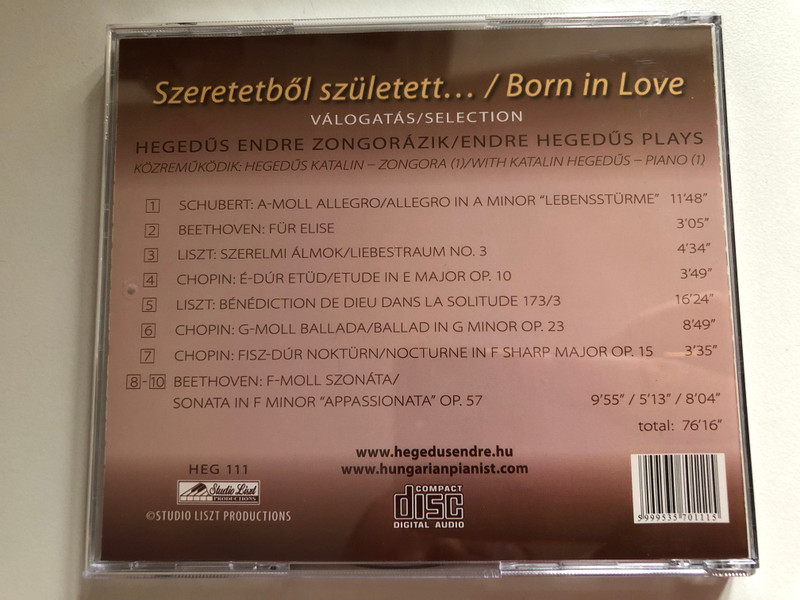 Szeretetből született... / Born in Love
VÁLOGATÁS/SELECTION
HEGEDŰS ENDRE ZONGORÁZIK/ENDRE HEGEDŰS PLAYS
KÖZREMŰKÖDIK: HEGEDŰS KATALIN – ZONGORA (1)/WITH KATALIN HEGEDŰS – PIANO (1)
1 SCHUBERT: A-MOLL ALLEGRO/ALLEGRO IN A MINOR "LEBENSSTÜRME" 11'48"
2 BEETHOVEN: FÜR ELISE 3'05"
3 LISZT: SZERELMI ÁLMOK/LIEBESTRAUM NO. 3 4'34"
4 CHOPIN: É-DÚR ETÜD/ETUDE IN E MAJOR OP. 10 3'49"
5 LISZT: BÉNÉDICTION DE DIEU DANS LA SOLITUDE 173/3 16'24"
6 CHOPIN: G-MOLL BALLADA/BALLAD IN G MINOR OP. 23 8'49"
7 CHOPIN: FISZ-DÚR NOKTÜRN/NOCTURNE IN F SHARP MAJOR OP. 15 3'35"
8-10 BEETHOVEN: F-MOLL SZONÁTA/
SONATA IN F MINOR "APPASSIONATA" OP. 57 9'55" / 5'13" / 8'04"
total: 76'16"
www.hegedusendre.hu
www.hungarianpianist.com
HEG 111
Studio Liszt
PRODUCTIONS
©STUDIO LISZT PRODUCTIONS
COMPACT
disc
DIGITAL AUDIO
5999535701115